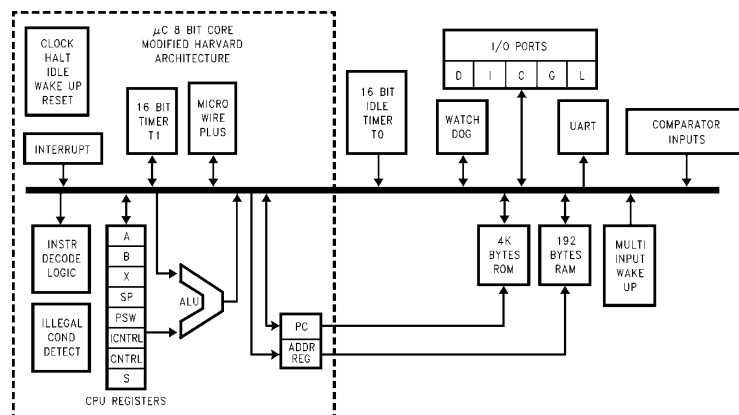 μC 8 BIT CORE
MODIFIED HARVARD
ARCHITECTURE
CLOCK
HALT
IDLE
WAKE UP
RESET
I/O PORTS
D I C G L
16 BIT
TIMER
T1
MICRO
WIRE
PLUS
16 BIT
IDLE
TIMER
T0
WATCH
DOG
UART
COMPARATOR
INPUTS
INTERRUPT
INSTR
DECODE
LOGIC
A
B
X
SP
PSW
ICNTRL
CNTRL
S
ALU
4K
BYTES
ROM
192
BYTES
RAM
MULTI
INPUT
WAKE
UP
ILLEGAL
COND
DETECT
PC
ADDR
REG
CPU REGISTERS